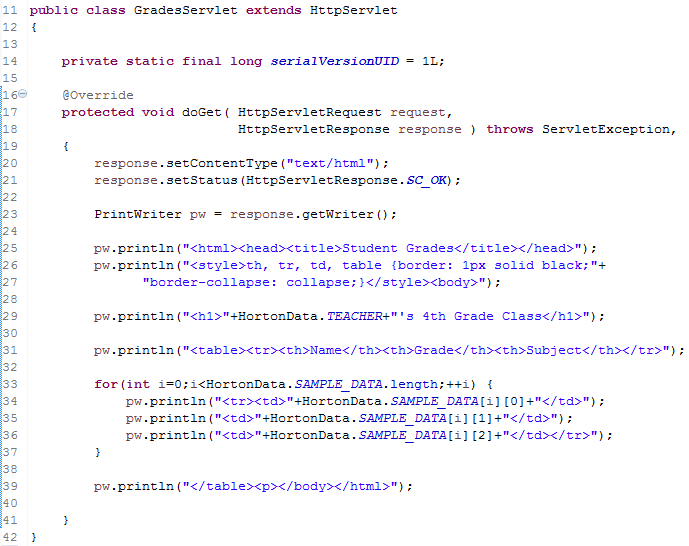 11 public class GradesServlet extends HttpServlet
12 {
13
14     private static final long serialVersionUID = 1L;
15
16     @Override
17     protected void doGet( HttpServletRequest request,
18                           HttpServletResponse response ) throws ServletException,
19     {
20         response.setContentType("text/html");
21         response.setStatus(HttpServletResponse.SC_OK);
22
23         PrintWriter pw = response.getWriter();
24
25         pw.println("<html><head><title>Student Grades</title></head>");
26         pw.println("<style>th, tr, td, table {border: 1px solid black;"+
27               "border-collapse: collapse;}</style><body>");
28
29         pw.println("<h1>"+HortonData.TEACHER+"'s 4th Grade Class</h1>");
30
31         pw.println("<table><tr><th>Name</th><th>Grade</th><th>Subject</th></tr>");
32
33         for(int i=0;i<HortonData.SAMPLE_DATA.length;++i) {
34             pw.println("<tr><td>"+HortonData.SAMPLE_DATA[i][0]+"</td>");
35             pw.println("<td>"+HortonData.SAMPLE_DATA[i][1]+"</td>");
36             pw.println("<td>"+HortonData.SAMPLE_DATA[i][2]+"</td></tr>");
37         }
38
39         pw.println("</table><p></body></html>");
40
41     }
42 }